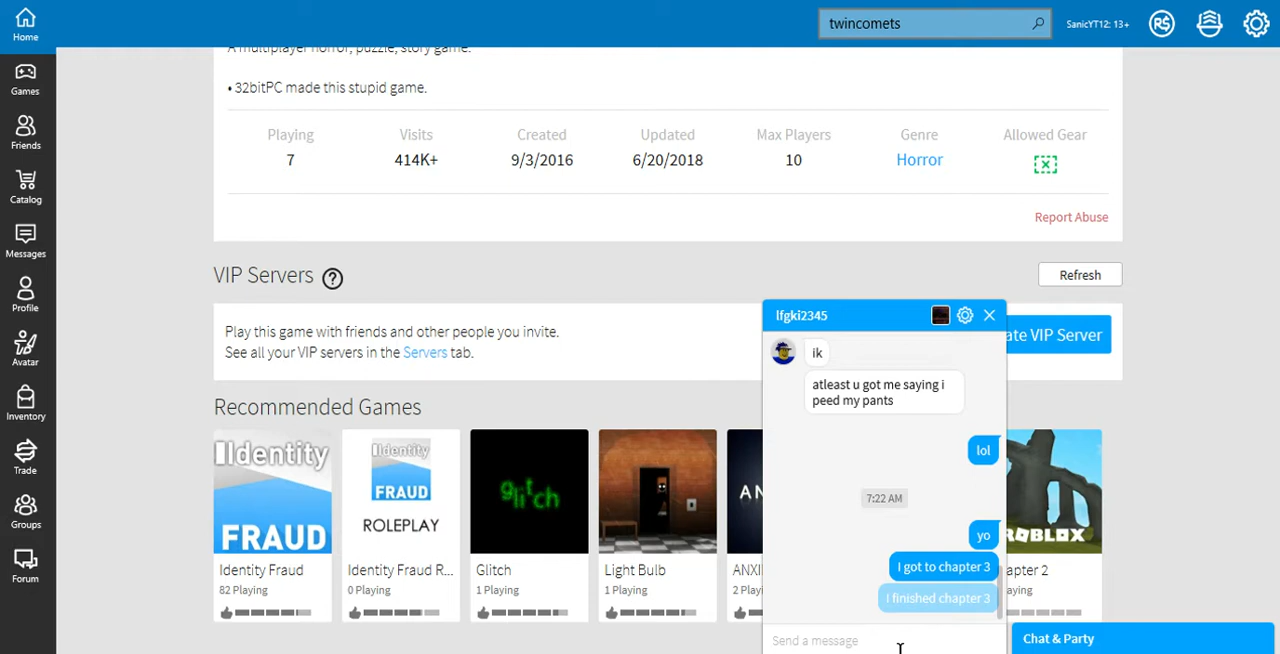 Home
twincomets
SanicYT12: 13+
R$
Games
Friends
Catalog
Messages
Profile
Avatar
Inventory
Trade
Groups
Forum
A multiplayer horror, puzzle, story game.
• 32bitPC made this stupid game.
Playing
Visits
Created
Updated
Max Players
Genre
Allowed Gear
7
414K+
9/3/2016
6/20/2018
10
Horror
Report Abuse
VIP Servers ?
Refresh
Play this game with friends and other people you invite.
See all your VIP servers in the Servers tab.
ate VIP Server
Recommended Games
Identity
FRAUD
Identity Fraud
82 Playing
Identity
FRAUD
ROLEPLAY
Identity Fraud R...
0 Playing
glitch
Glitch
1 Playing
Light Bulb
1 Playing
AN
ANXI
ROBLOX
apter 2
aying
lfgki2345
ik
atleast u got me saying i
peed my pants
lol
7:22 AM
yo
I got to chapter 3
I finished chapter 3
Send a message
Chat & Party